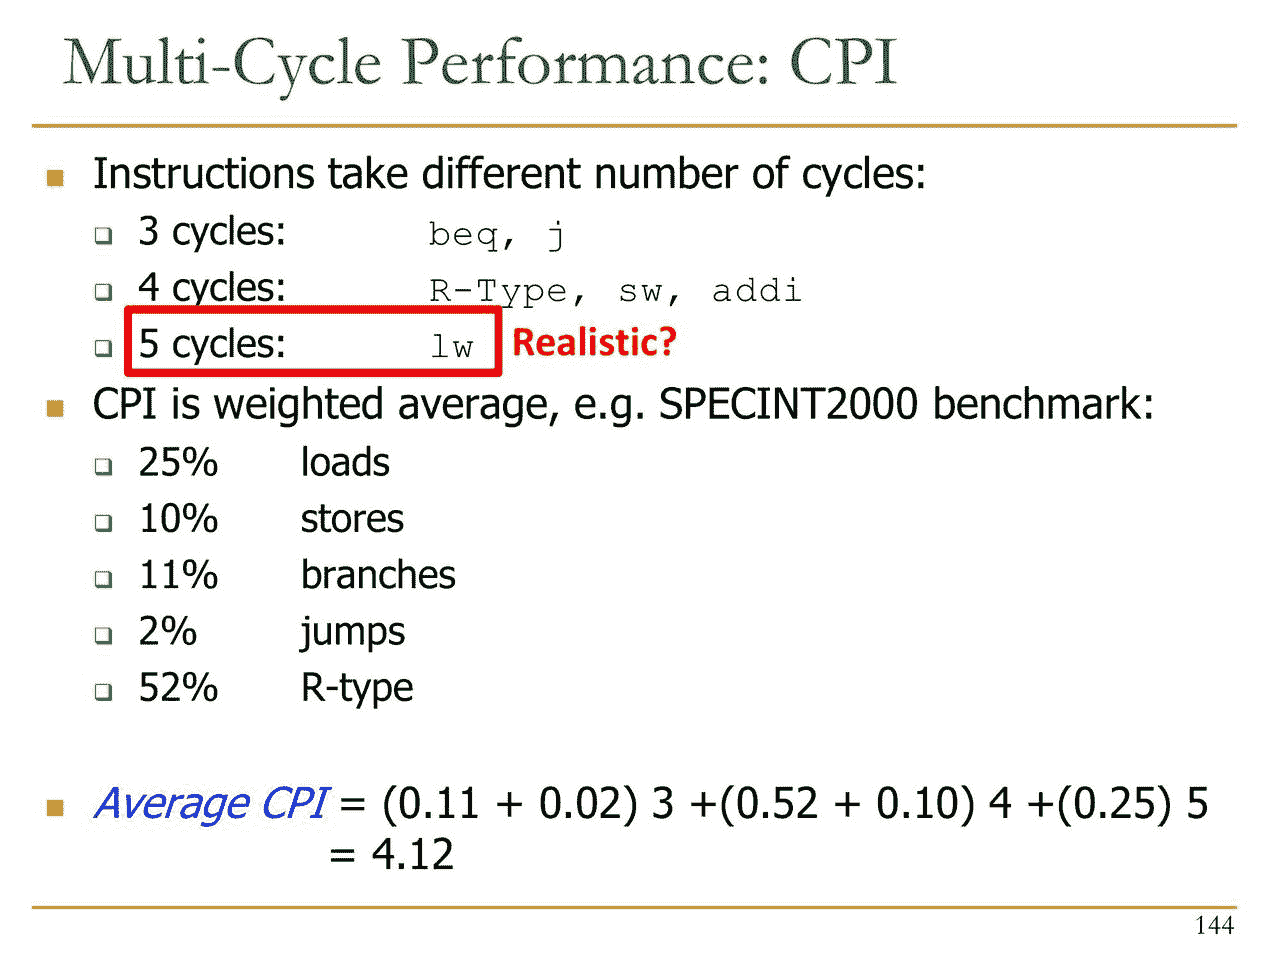 Multi-Cycle Performance: CPI
Instructions take different number of cycles:
3 cycles: beq, j
4 cycles: R-Type, sw, addi
5 cycles: lw Realistic?
CPI is weighted average, e.g. SPECINT2000 benchmark:
25% loads
10% stores
11% branches
2% jumps
52% R-type
Average CPI = (0.11 + 0.02) 3 +(0.52 + 0.10) 4 +(0.25) 5
= 4.12
144